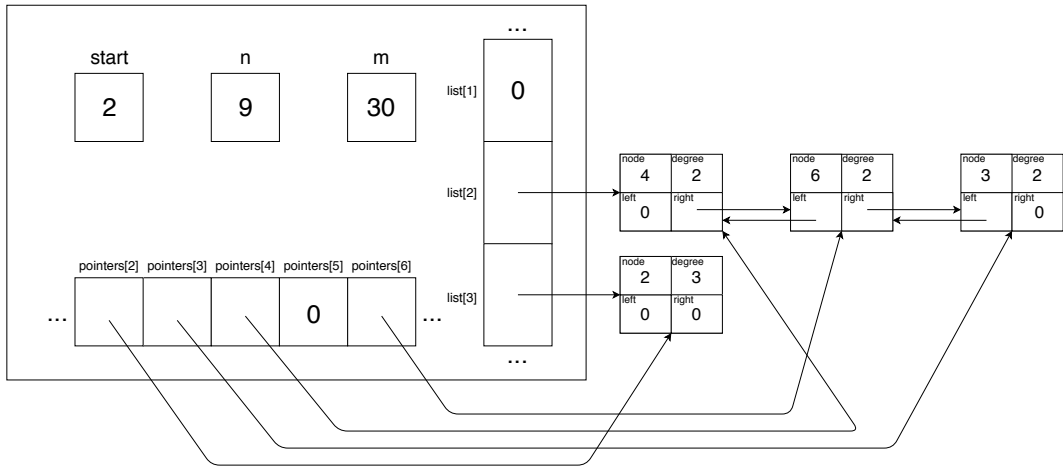 ...
start n m
2 9 30
list[1] 0
list[2]
list[3]
...
pointers[2] pointers[3] pointers[4] pointers[5] pointers[6]
... 0 ...
node degree
4 2
left right
0
node degree
6 2
left right
node degree
3 2
left right
0
node degree
2 3
left right
0 0